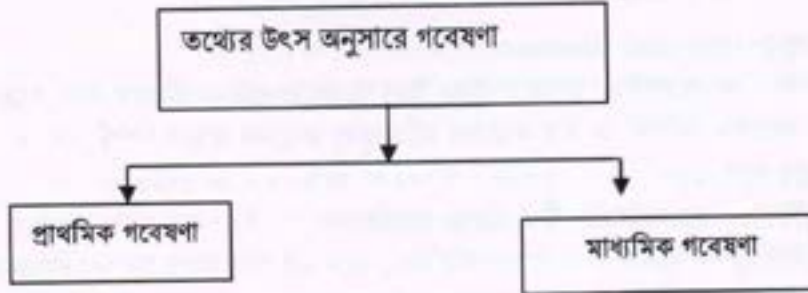 তথ্যের উৎস অনুসারে গবেষণা
প্রাথমিক গবেষণা
মাধ্যমিক গবেষণা